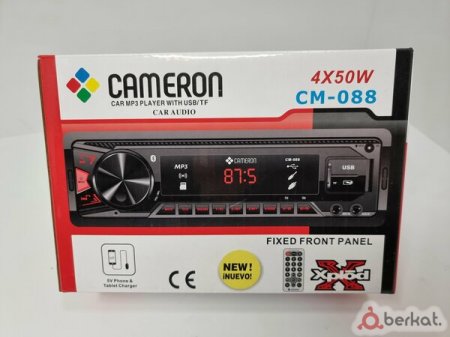 CAMERON
CAR MP3 PLAYER WITH USB/TF
CAR AUDIO
4X50W
CM-088
MP3
CAMERON
CM-088
USB
87:5
FIXED FRONT PANEL
5V Phone &
Tablet Charger
CE
NEW!
¡NUEVO!
Xplod
berkat.